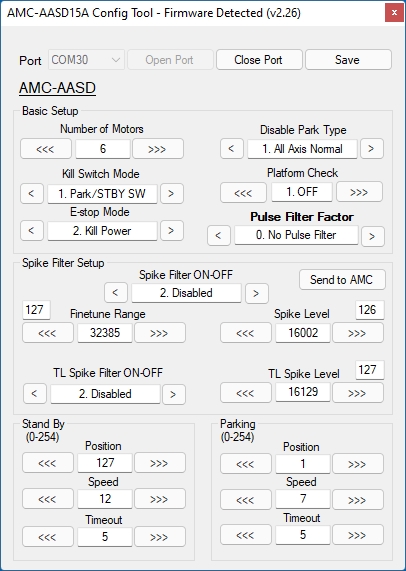 AMC-AASD15A Config Tool - Firmware Detected (v2.26)
x
Port COM30 Open Port Close Port Save
AMC-AASD
Basic Setup
Number of Motors
<<< 6 >>>
Disable Park Type
< 1. All Axis Normal >
Kill Switch Mode
< 1. Park/STBY SW >
Platform Check
<<< 1. OFF >>>
E-stop Mode
< 2. Kill Power >
Pulse Filter Factor
< 0. No Pulse Filter >
Spike Filter Setup
Spike Filter ON-OFF
< 2. Disabled >
Send to AMC
127
Finetune Range
<<< 32385 >>>
126
Spike Level
<<< 16002 >>>
TL Spike Filter ON-OFF
< 2. Disabled >
127
TL Spike Level
<<< 16129 >>>
Stand By
(0-254)
Position
<<< 127 >>>
Speed
<<< 12 >>>
Timeout
<<< 5 >>>
Parking
(0-254)
Position
<<< 1 >>>
Speed
<<< 7 >>>
Timeout
<<< 5 >>>